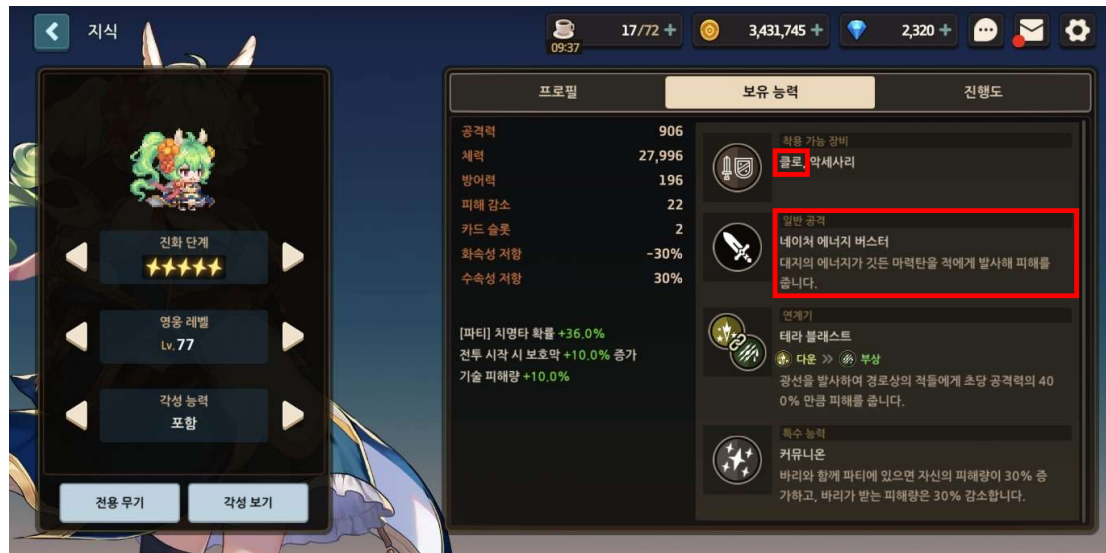 지식
09:37
17/72 +
3,431,745 +
2,320 +
프로필
보유 능력
진행도
진화 단계
영웅 레벨
Lv.77
각성 능력
포함
전용 무기
각성 보기
공격력 906
체력 27,996
방어력 196
피해 감소 22
카드 슬롯 2
화속성 저항 -30%
수속성 저항 30%
[파티] 치명타 확률 +36.0%
전투 시작 시 보호막 +10.0% 증가
기술 피해량 +10.0%
착용 가능 장비
클로, 악세사리
일반 공격
네이처 에너지 버스터
대지의 에너지가 깃든 마력탄을 적에게 발사해 피해를
줍니다.
연계기
테라 블래스트
다운 >> 부상
광선을 발사하여 경로상의 적들에게 초당 공격력의 40
0% 만큼 피해를 줍니다.
특수 능력
커뮤니온
바리와 함께 파티에 있으면 자신의 피해량이 30% 증
가하고, 바리가 받는 피해량은 30% 감소합니다.